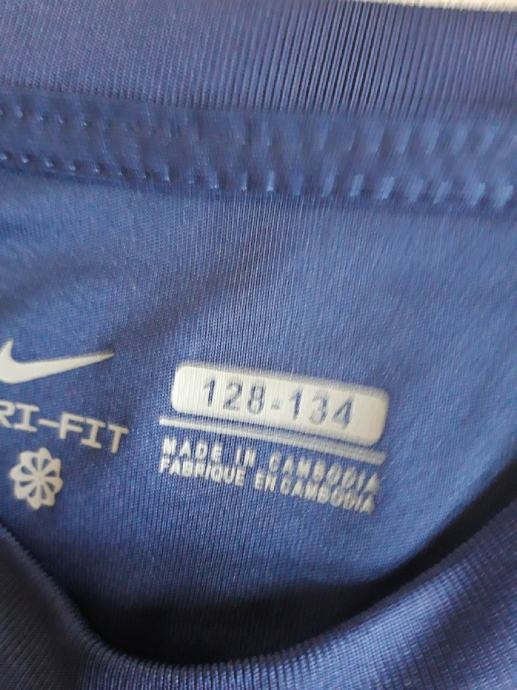 128-134
RI-FIT
MADE IN CAMBODIA
FABRIQUE EN CAMBODIA